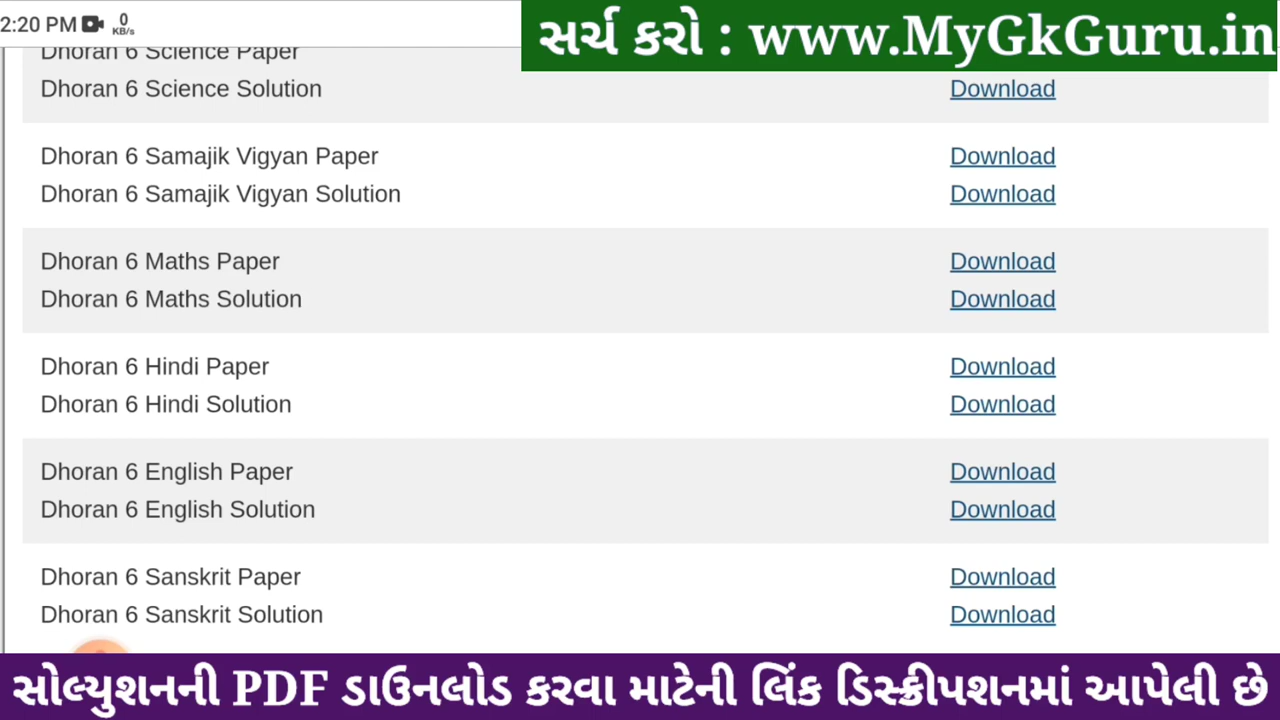 2:20 PM 0 KB/s
સર્ચ કરો : www.MyGkGuru.in
Dhoran 6 Science Paper
Dhoran 6 Science Solution Download
Dhoran 6 Samajik Vigyan Paper Download
Dhoran 6 Samajik Vigyan Solution Download
Dhoran 6 Maths Paper Download
Dhoran 6 Maths Solution Download
Dhoran 6 Hindi Paper Download
Dhoran 6 Hindi Solution Download
Dhoran 6 English Paper Download
Dhoran 6 English Solution Download
Dhoran 6 Sanskrit Paper Download
Dhoran 6 Sanskrit Solution Download
સોલ્યુશનની PDF ડાઉનલોડ કરવા માટેની લિંક ડિસ્ક્રીપશનમાં આપેલી છે